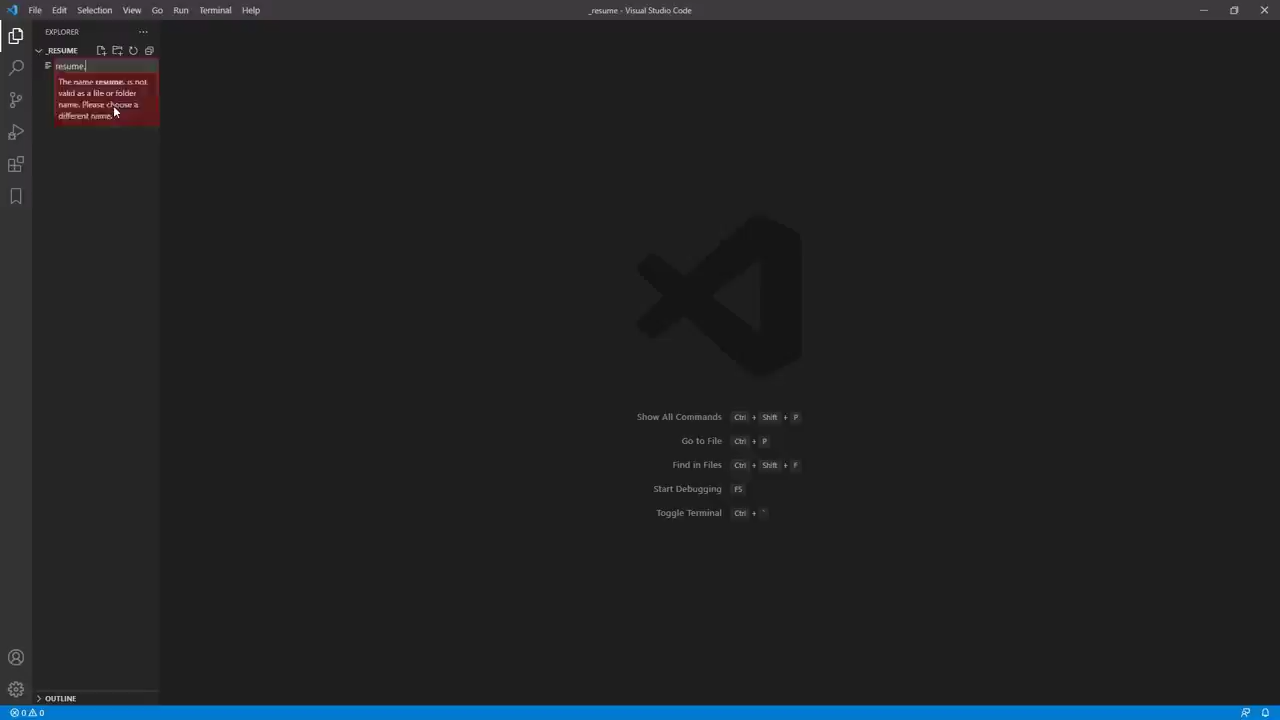 File Edit Selection View Go Run Terminal Help
_resume - Visual Studio Code
EXPLORER
_RESUME
resume.
The name resume. is not
valid as a file or folder
name. Please choose a
different name.
Show All Commands Ctrl + Shift + P
Go to File Ctrl + P
Find in Files Ctrl + Shift + F
Start Debugging F5
Toggle Terminal Ctrl + `
OUTLINE
0 0